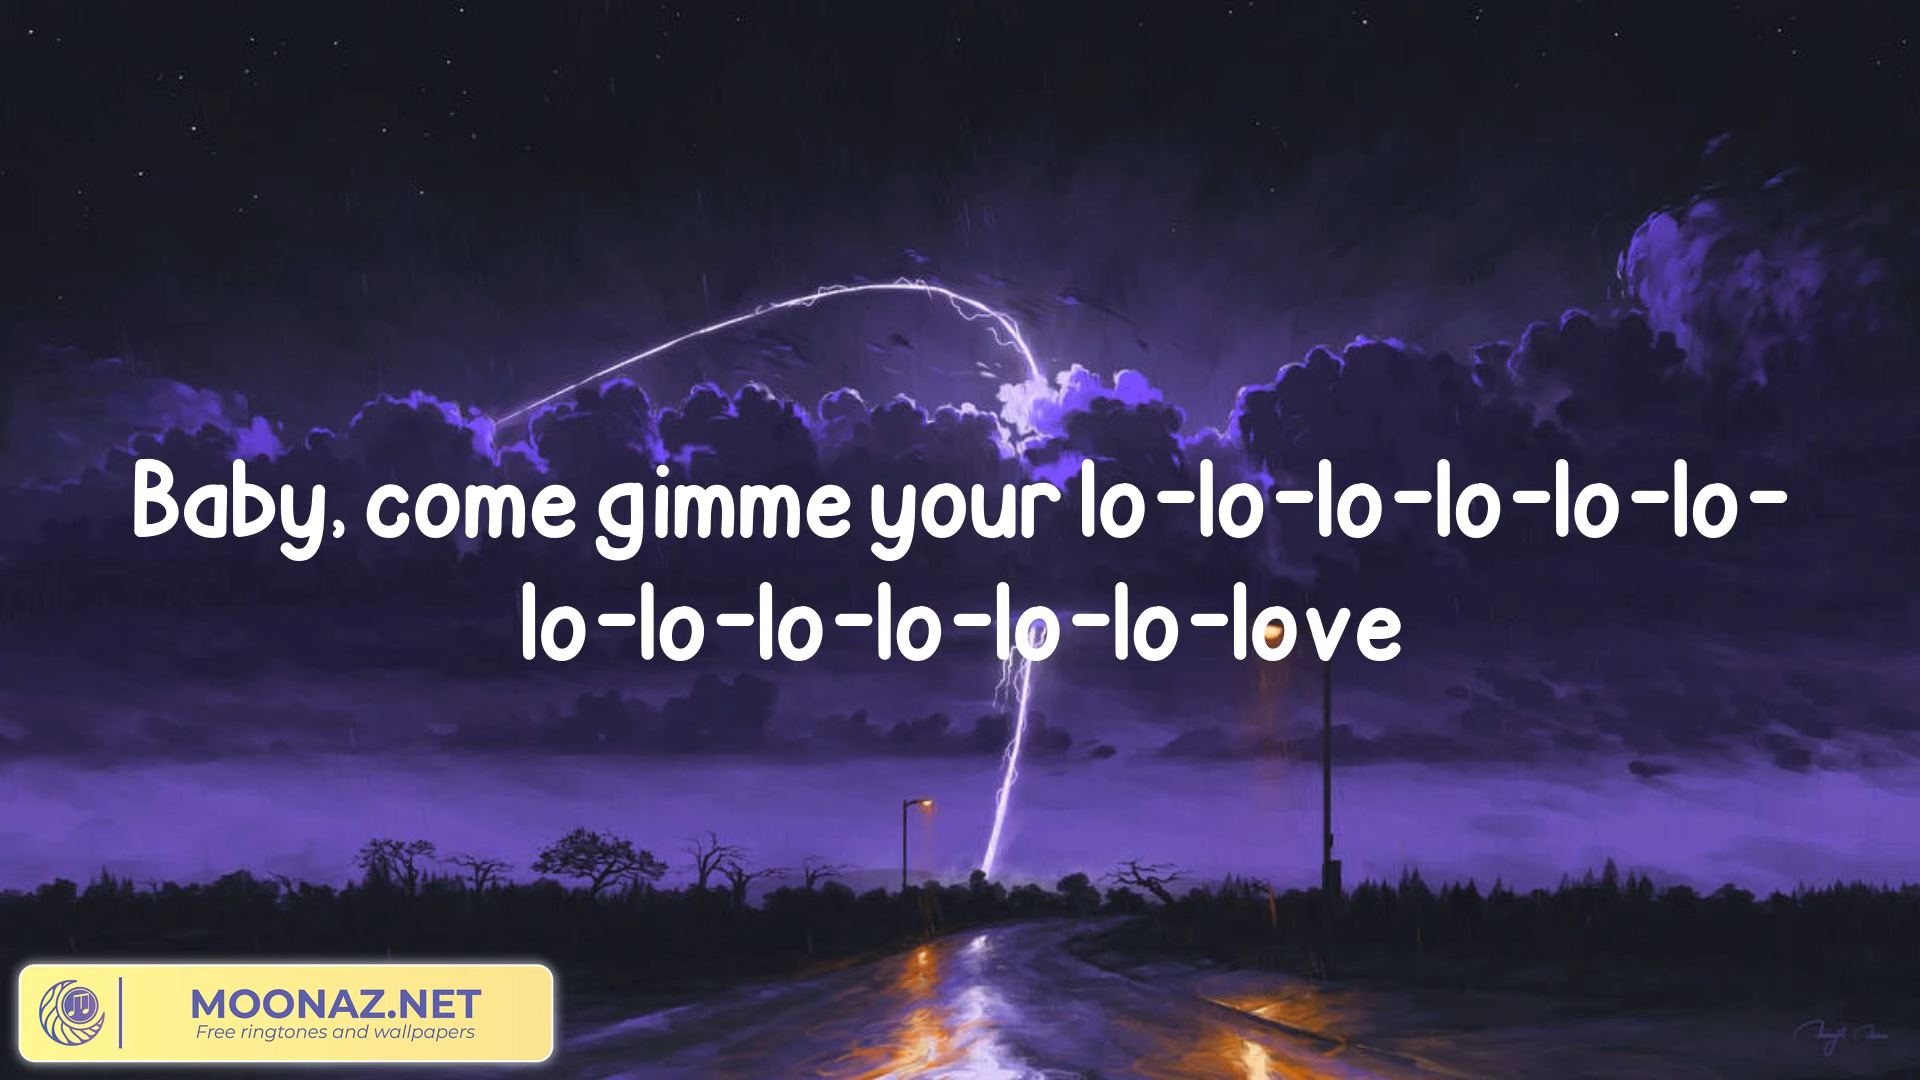 Baby, come gimme your lo-lo-lo-lo-lo-lo-
lo-lo-lo-lo-lo-lo-love
MOONAZ.NET
Free ringtones and wallpapers